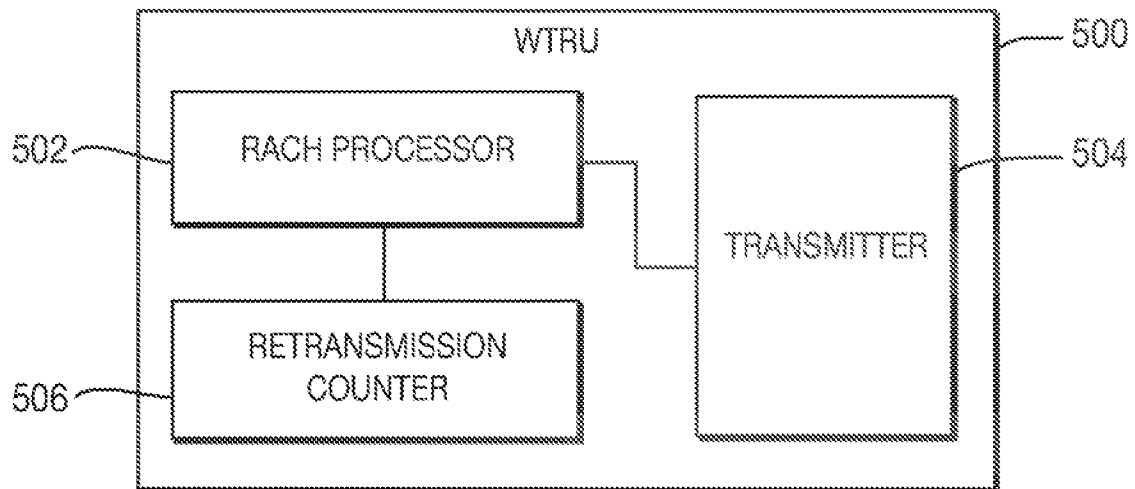 WTRU
500
RACH PROCESSOR
502
504
TRANSMITTER
RETRANSMISSION
COUNTER
506